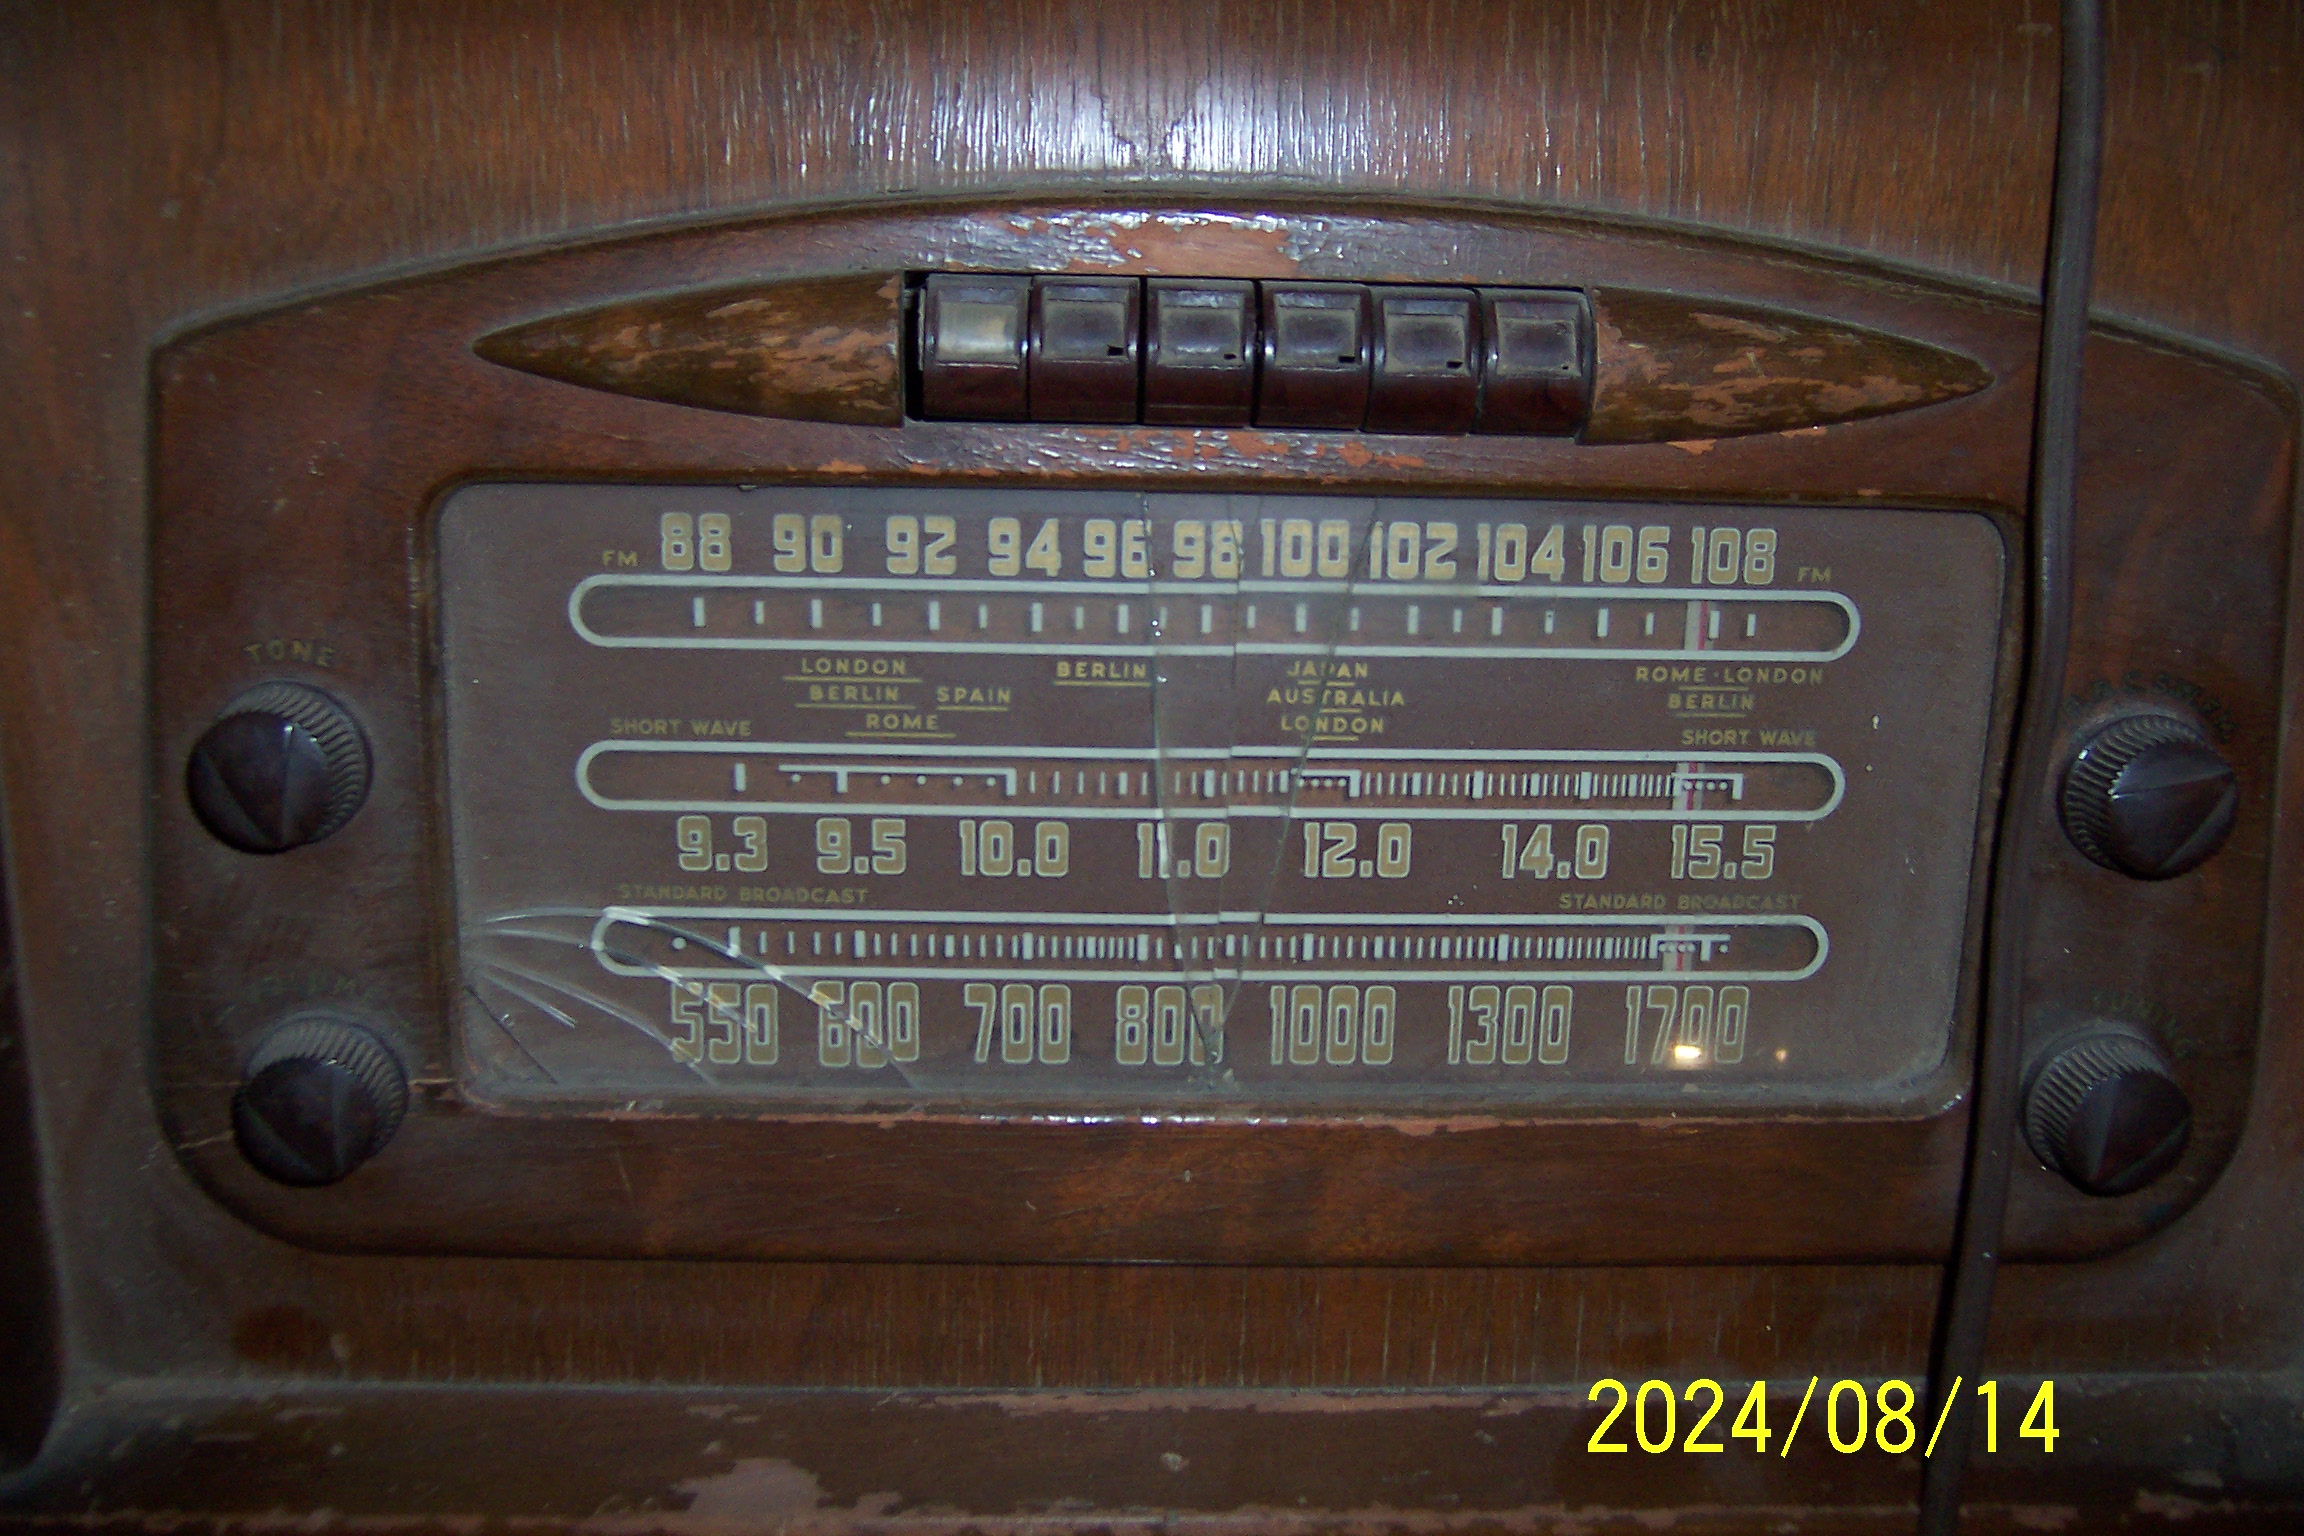 FM 88 90 92 94 96 98 100 102 104 106 108 FM
LONDON BERLIN JAPAN ROME·LONDON
BERLIN SPAIN AUSTRALIA BERLIN
ROME LONDON
SHORT WAVE SHORT WAVE
9.3 9.5 10.0 11.0 12.0 14.0 15.5
STANDARD BROADCAST STANDARD BROADCAST
550 600 700 800 1000 1300 1700
TONE
2024/08/14